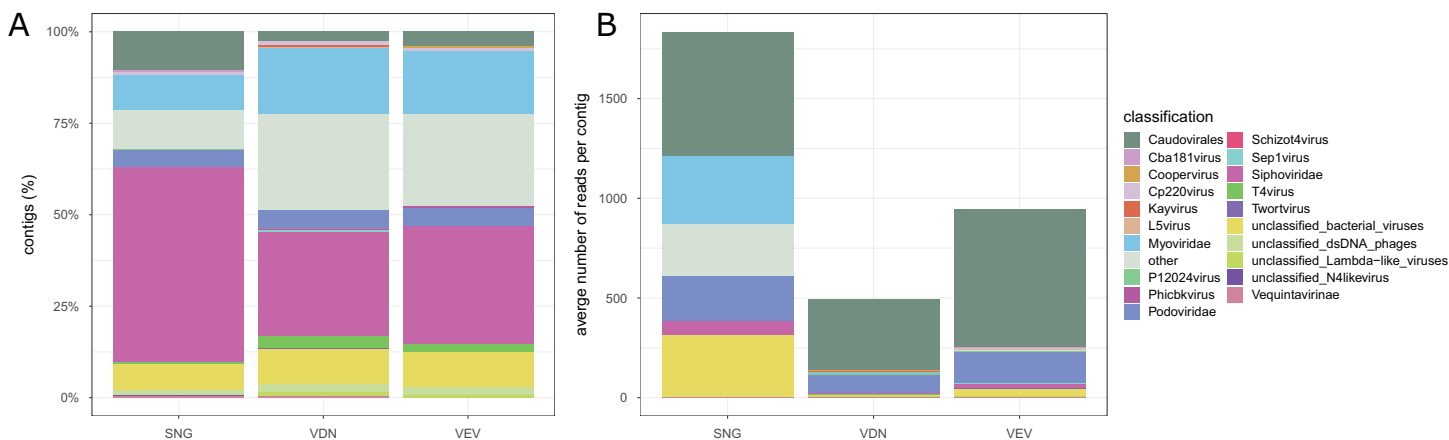 A
100%
75%
50%
25%
0%
contigs (%)
SNG
VDN
VEV
B
1500
1000
500
0
averge number of reads per contig
SNG
VDN
VEV
classification
Caudovirales
Cba181virus
Coopervirus
Cp220virus
Kayvirus
L5virus
Myoviridae
other
P12024virus
Phicbkvirus
Podoviridae
Schizot4virus
Sep1virus
Siphoviridae
T4virus
Twortvirus
unclassified_bacterial_viruses
unclassified_dsDNA_phages
unclassified_Lambda−like_viruses
unclassified_N4likevirus
Vequintavirinae